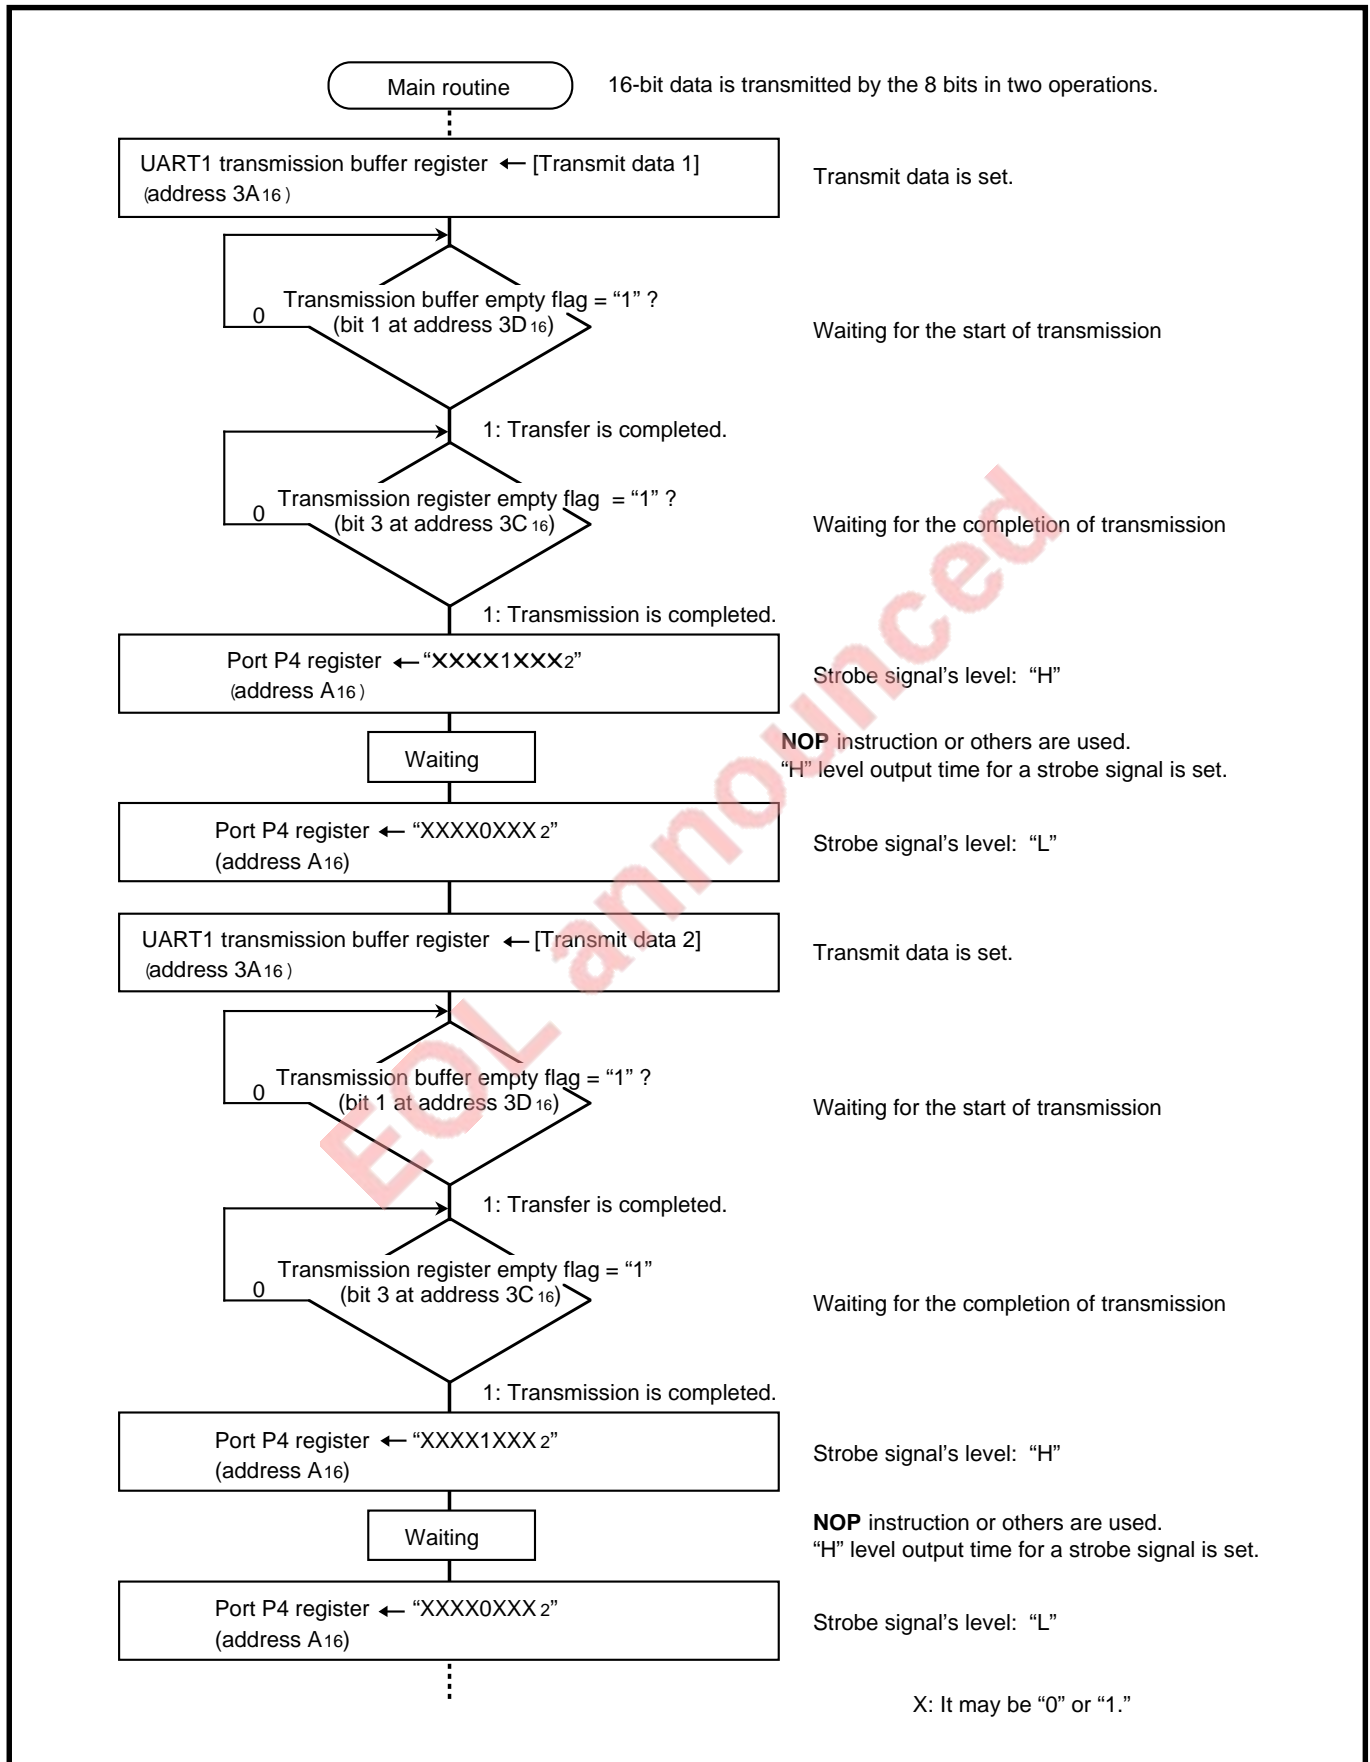 Main routine
16-bit data is transmitted by the 8 bits in two operations.
UART1 transmission buffer register ← [Transmit data 1]
(address 3A16)
Transmit data is set.
Transmission buffer empty flag = “1” ?
0
(bit 1 at address 3D16)
Waiting for the start of transmission
1: Transfer is completed.
Transmission register empty flag = “1” ?
0
(bit 3 at address 3C16)
Waiting for the completion of transmission
1: Transmission is completed.
Port P4 register ← “XXXX1XXX2”
(address A16)
Strobe signal’s level: “H”
Waiting
NOP instruction or others are used.
“H” level output time for a strobe signal is set.
Port P4 register ← “XXXX0XXX2”
(address A16)
Strobe signal’s level: “L”
UART1 transmission buffer register ← [Transmit data 2]
(address 3A16)
Transmit data is set.
Transmission buffer empty flag = “1” ?
0
(bit 1 at address 3D16)
Waiting for the start of transmission
1: Transfer is completed.
Transmission register empty flag = “1”
0
(bit 3 at address 3C16)
Waiting for the completion of transmission
1: Transmission is completed.
Port P4 register ← “XXXX1XXX2”
(address A16)
Strobe signal’s level: “H”
Waiting
NOP instruction or others are used.
“H” level output time for a strobe signal is set.
Port P4 register ← “XXXX0XXX2”
(address A16)
Strobe signal’s level: “L”
X: It may be “0” or “1.”
EOL announced